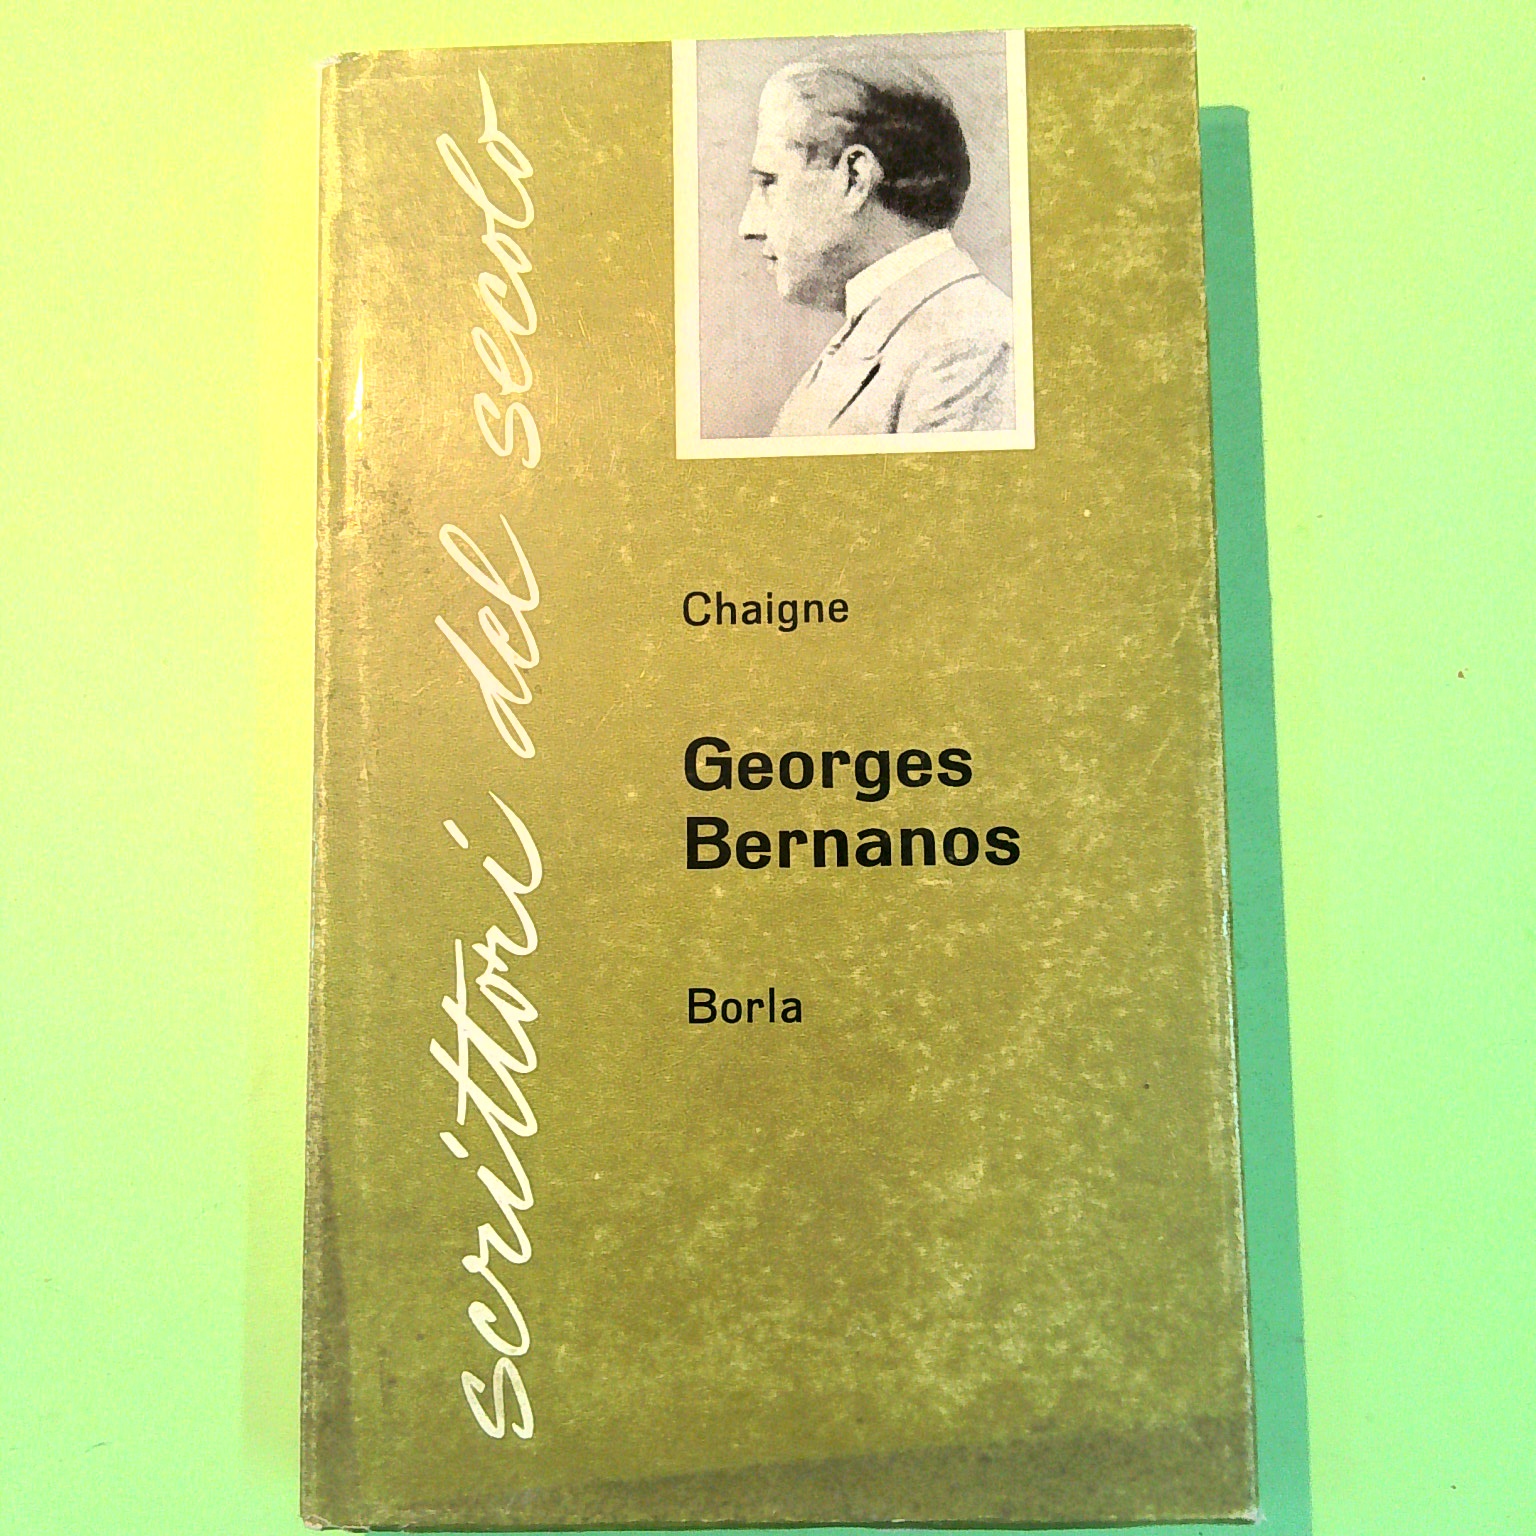 scrittori del secolo
Chaigne
Georges
Bernanos
Borla